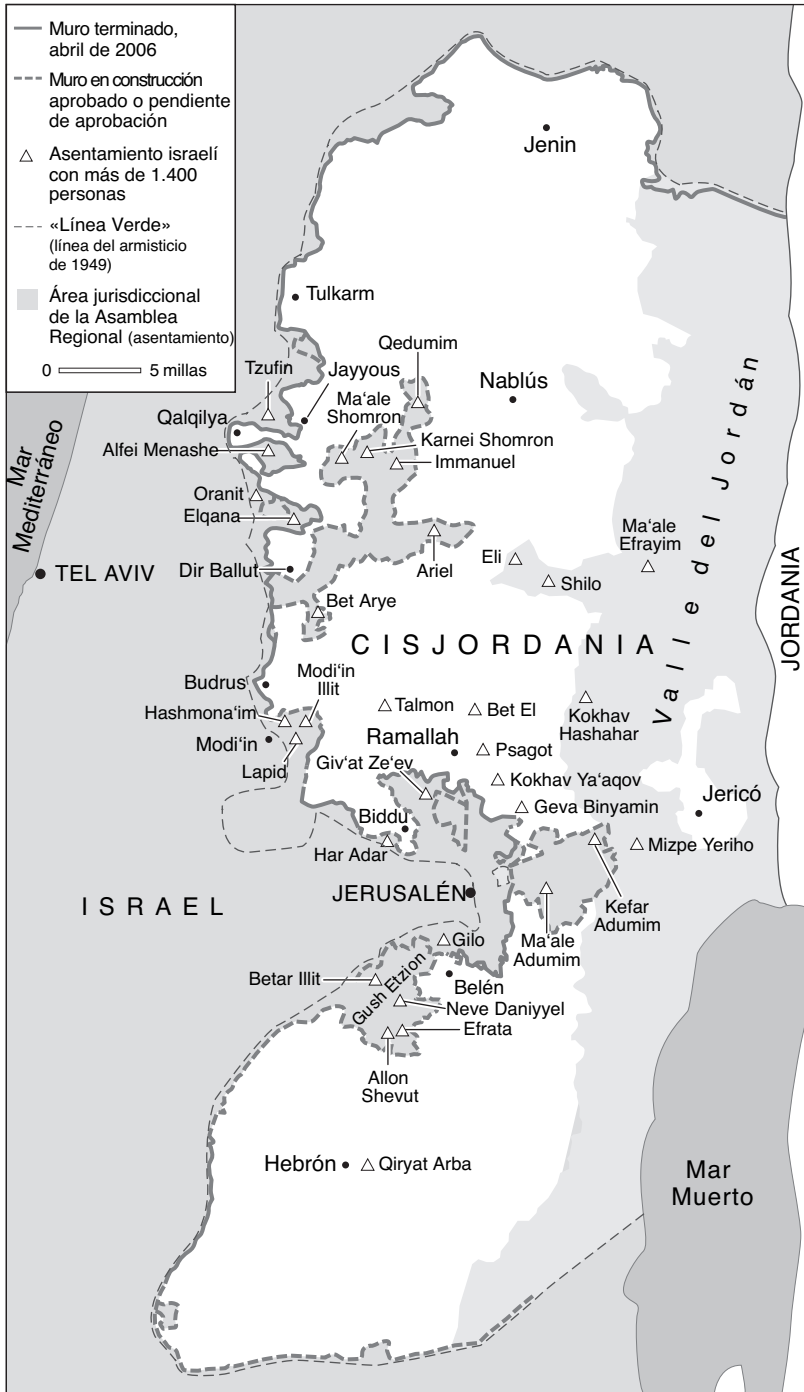 Muro terminado,
abril de 2006
Muro en construcción
aprobado o pendiente
de aprobación
Asentamiento israelí
con más de 1.400
personas
«Línea Verde»
(línea del armisticio
de 1949)
Área jurisdiccional
de la Asamblea
Regional (asentamiento)
0 5 millas
Jenin
Tulkarm
Qedumim
Tzufin
Jayyous
Nablús
Ma‘ale
Shomron
Qalqilya
Karnei Shomron
Alfei Menashe
Immanuel
Mar
Mediterráneo
Oranit
Elqana
Valle del Jordán
Ma‘ale
Efrayim
TEL AVIV
Dir Ballut
Ariel
Eli
Shilo
JORDANIA
Bet Arye
CISJORDANIA
Budrus
Modi‘in
Illit
Talmon
Bet El
Kokhav
Hashahar
Hashmona‘im
Modi‘in
Ramallah
Psagot
Lapid
Giv‘at Ze‘ev
Kokhav Ya‘aqov
Geva Binyamin
Jericó
Biddu
Har Adar
Mizpe Yeriho
ISRAEL
JERUSALÉN
Kefar
Adumim
Gilo
Ma‘ale
Adumim
Betar Illit
Gush Etzion
Belén
Neve Daniyyel
Efrata
Allon
Shevut
Hebrón
Qiryat Arba
Mar
Muerto